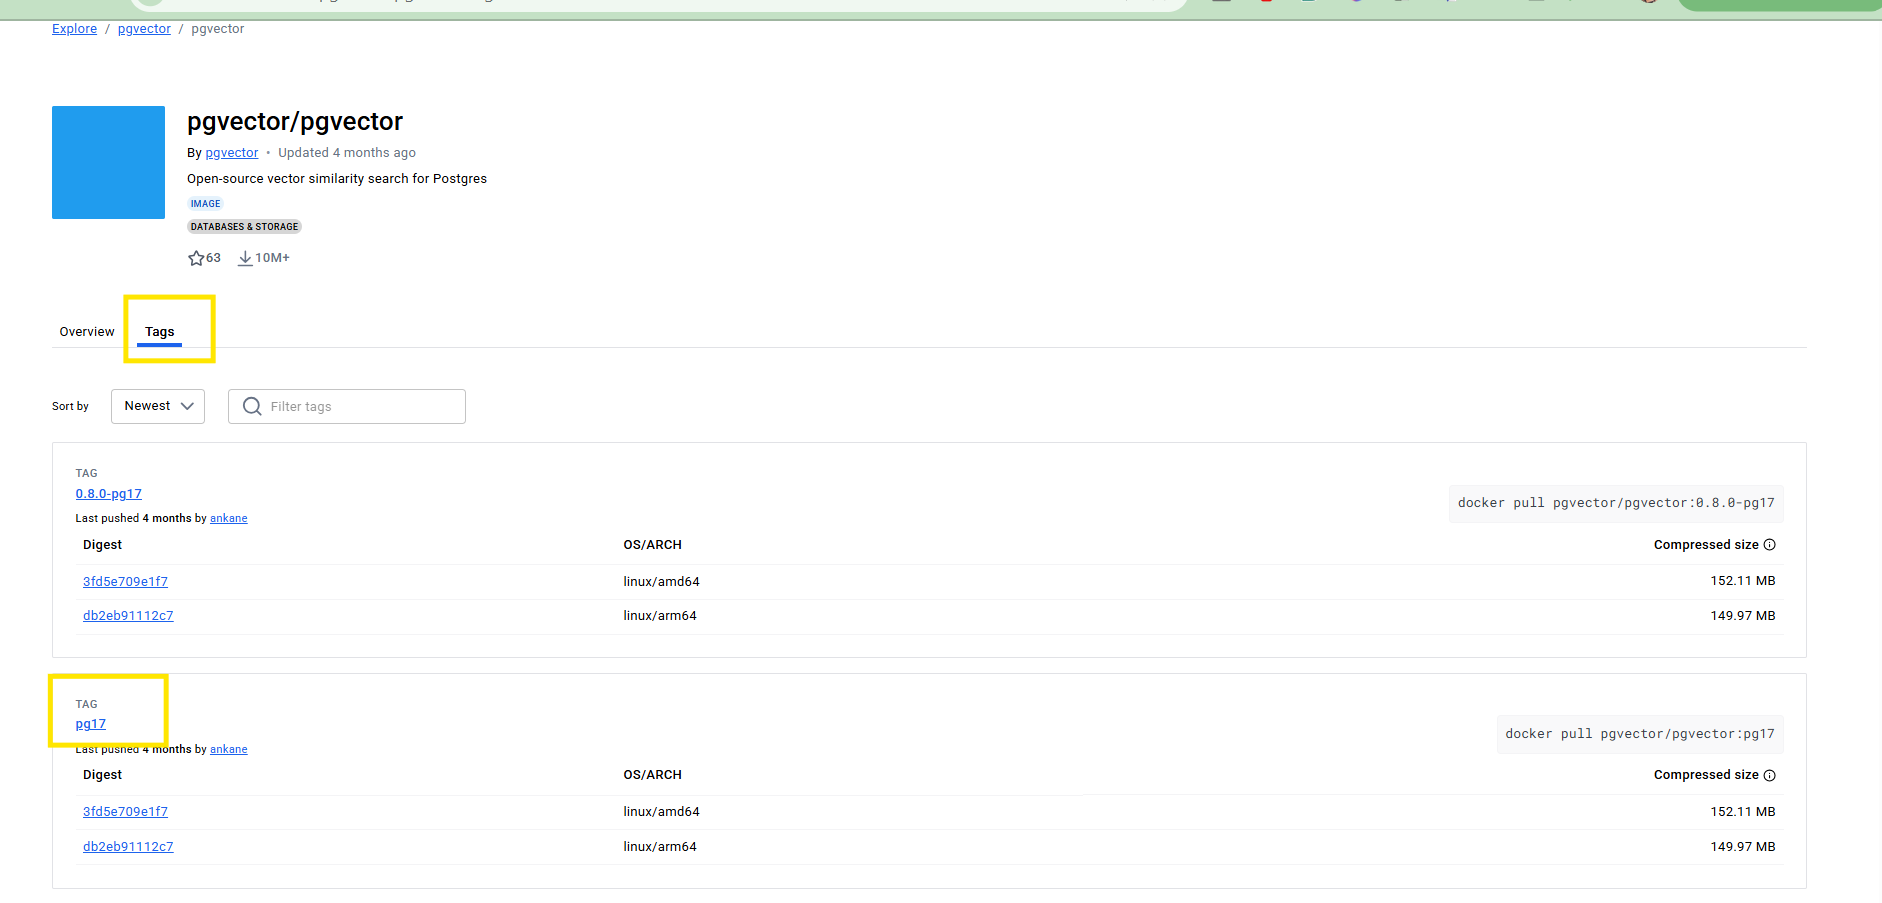 Explore / pgvector / pgvector
pgvector/pgvector
By pgvector • Updated 4 months ago
Open-source vector similarity search for Postgres
IMAGE
DATABASES & STORAGE
63 10M+
Overview Tags
Sort by Newest Filter tags
TAG
0.8.0-pg17
docker pull pgvector/pgvector:0.8.0-pg17
Last pushed 4 months by ankane
Digest OS/ARCH Compressed size
3fd5e709e1f7 linux/amd64 152.11 MB
db2eb91112c7 linux/arm64 149.97 MB
TAG
pg17
docker pull pgvector/pgvector:pg17
Last pushed 4 months by ankane
Digest OS/ARCH Compressed size
3fd5e709e1f7 linux/amd64 152.11 MB
db2eb91112c7 linux/arm64 149.97 MB